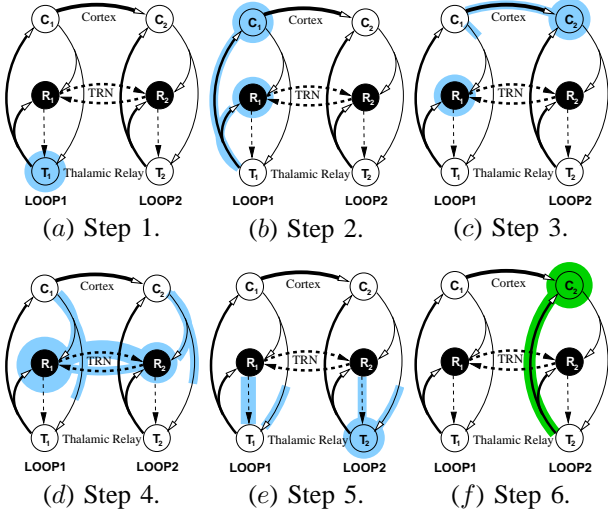 C1 Cortex C2
R1 TRN R2
T1 Thalamic Relay T2
LOOP1 LOOP2
(a) Step 1.
C1 Cortex C2
R1 TRN R2
T1 Thalamic Relay T2
LOOP1 LOOP2
(b) Step 2.
C1 Cortex C2
R1 TRN R2
T1 Thalamic Relay T2
LOOP1 LOOP2
(c) Step 3.
C1 Cortex C2
R1 TRN R2
T1 Thalamic Relay T2
LOOP1 LOOP2
(d) Step 4.
C1 Cortex C2
R1 TRN R2
T1 Thalamic Relay T2
LOOP1 LOOP2
(e) Step 5.
C1 Cortex C2
R1 TRN R2
T1 Thalamic Relay T2
LOOP1 LOOP2
(f) Step 6.